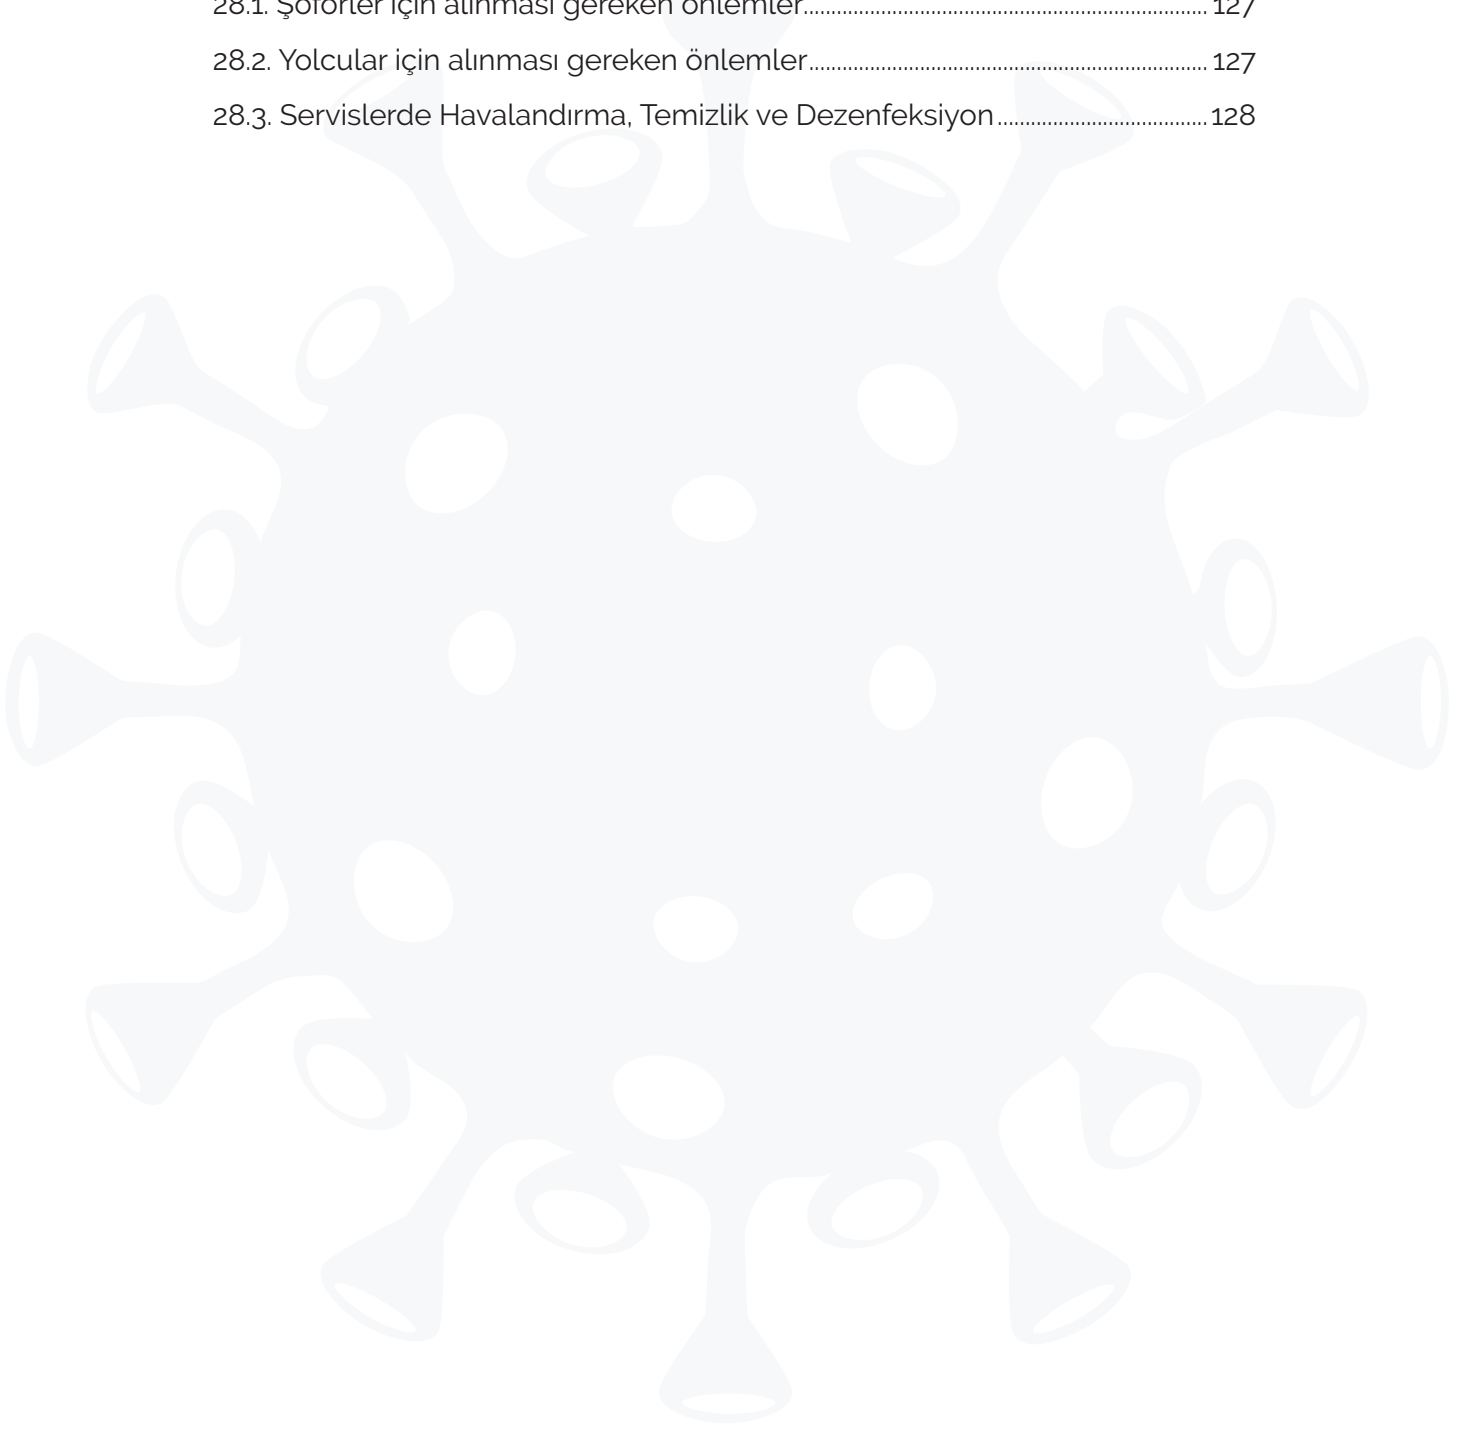 28.1. Şoförler için alınması gereken önlemler.................................................................................................................................................. 127
28.2. Yolcular için alınması gereken önlemler.................................................................................................................................................. 127
28.3. Servislerde Havalandırma, Temizlik ve Dezenfeksiyon........................................................................... 128